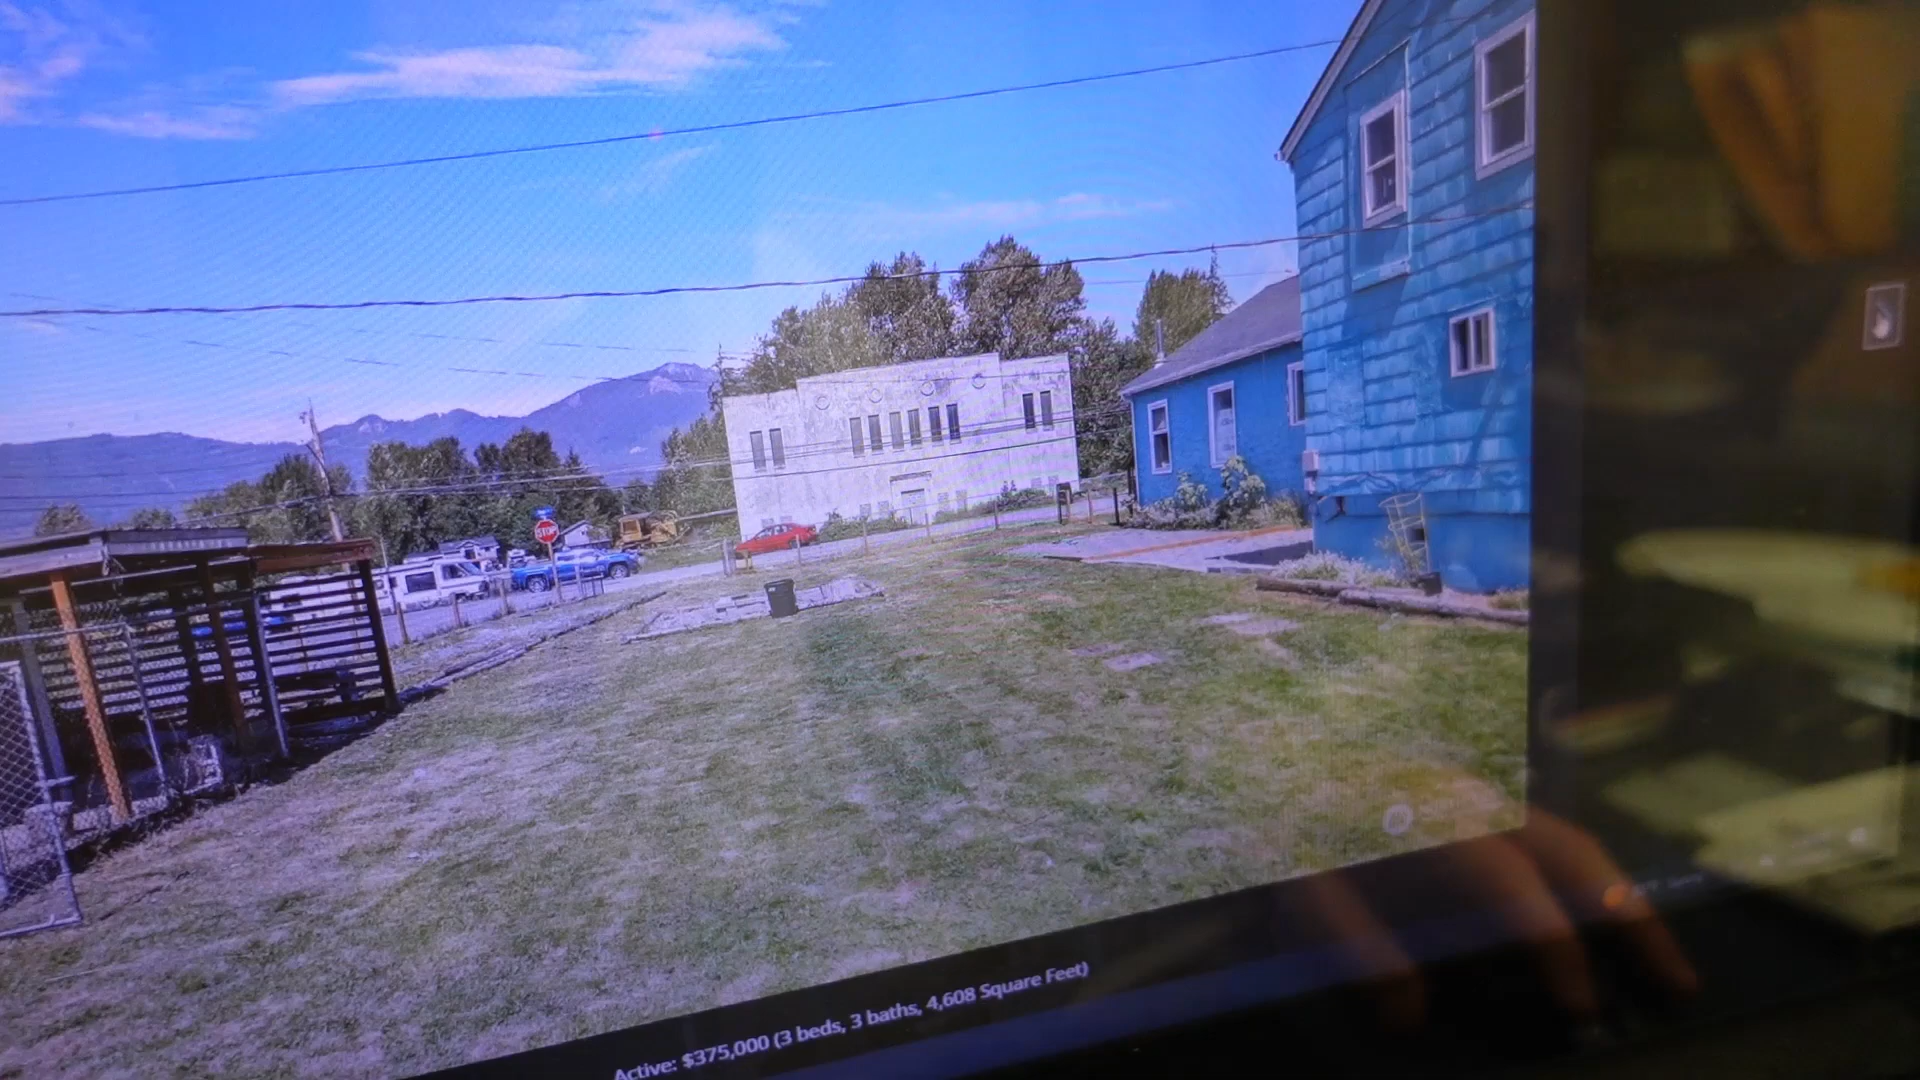 STOP
Active: $375,000 (3 beds, 3 baths, 4,608 Square Feet)